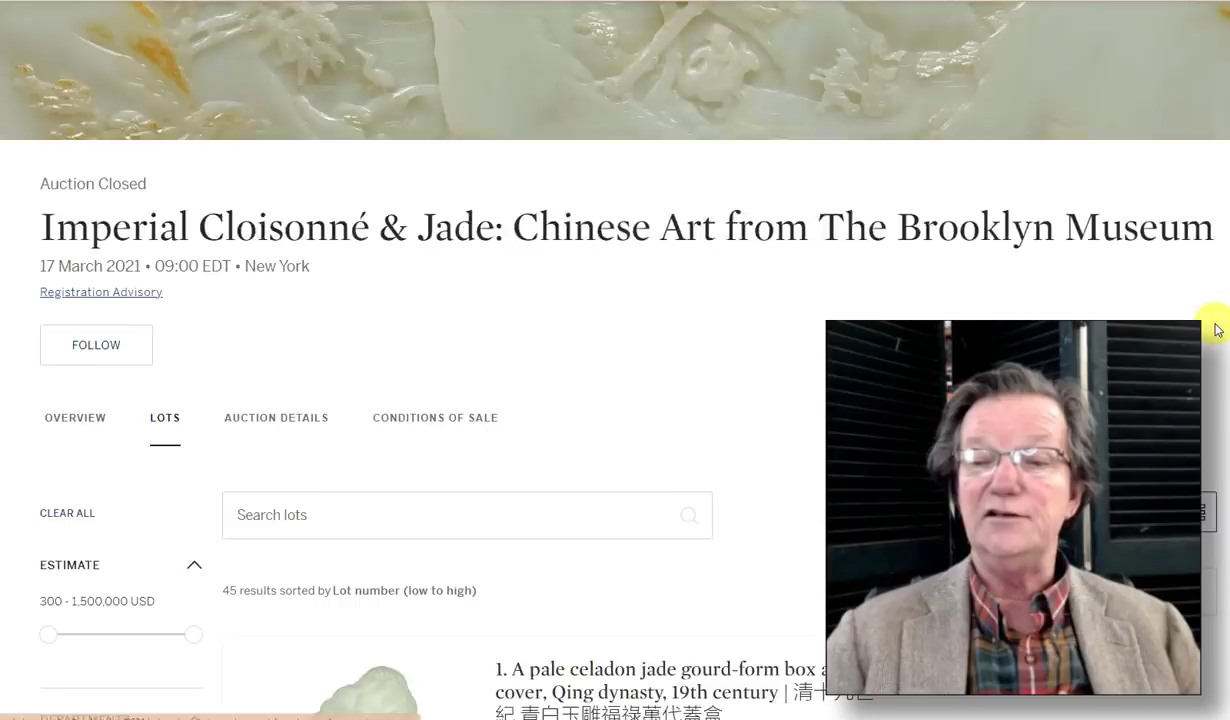 Auction Closed
Imperial Cloisonné & Jade: Chinese Art from The Brooklyn Museum
17 March 2021 • 09:00 EDT • New York
Registration Advisory
FOLLOW
OVERVIEW LOTS AUCTION DETAILS CONDITIONS OF SALE
CLEAR ALL
Search lots
ESTIMATE
45 results sorted by Lot number (low to high)
300 - 1,500,000 USD
1. A pale celadon jade gourd-form box a
cover, Qing dynasty, 19th century | 清十九世
紀 青白玉雕福祿萬代蓋盒